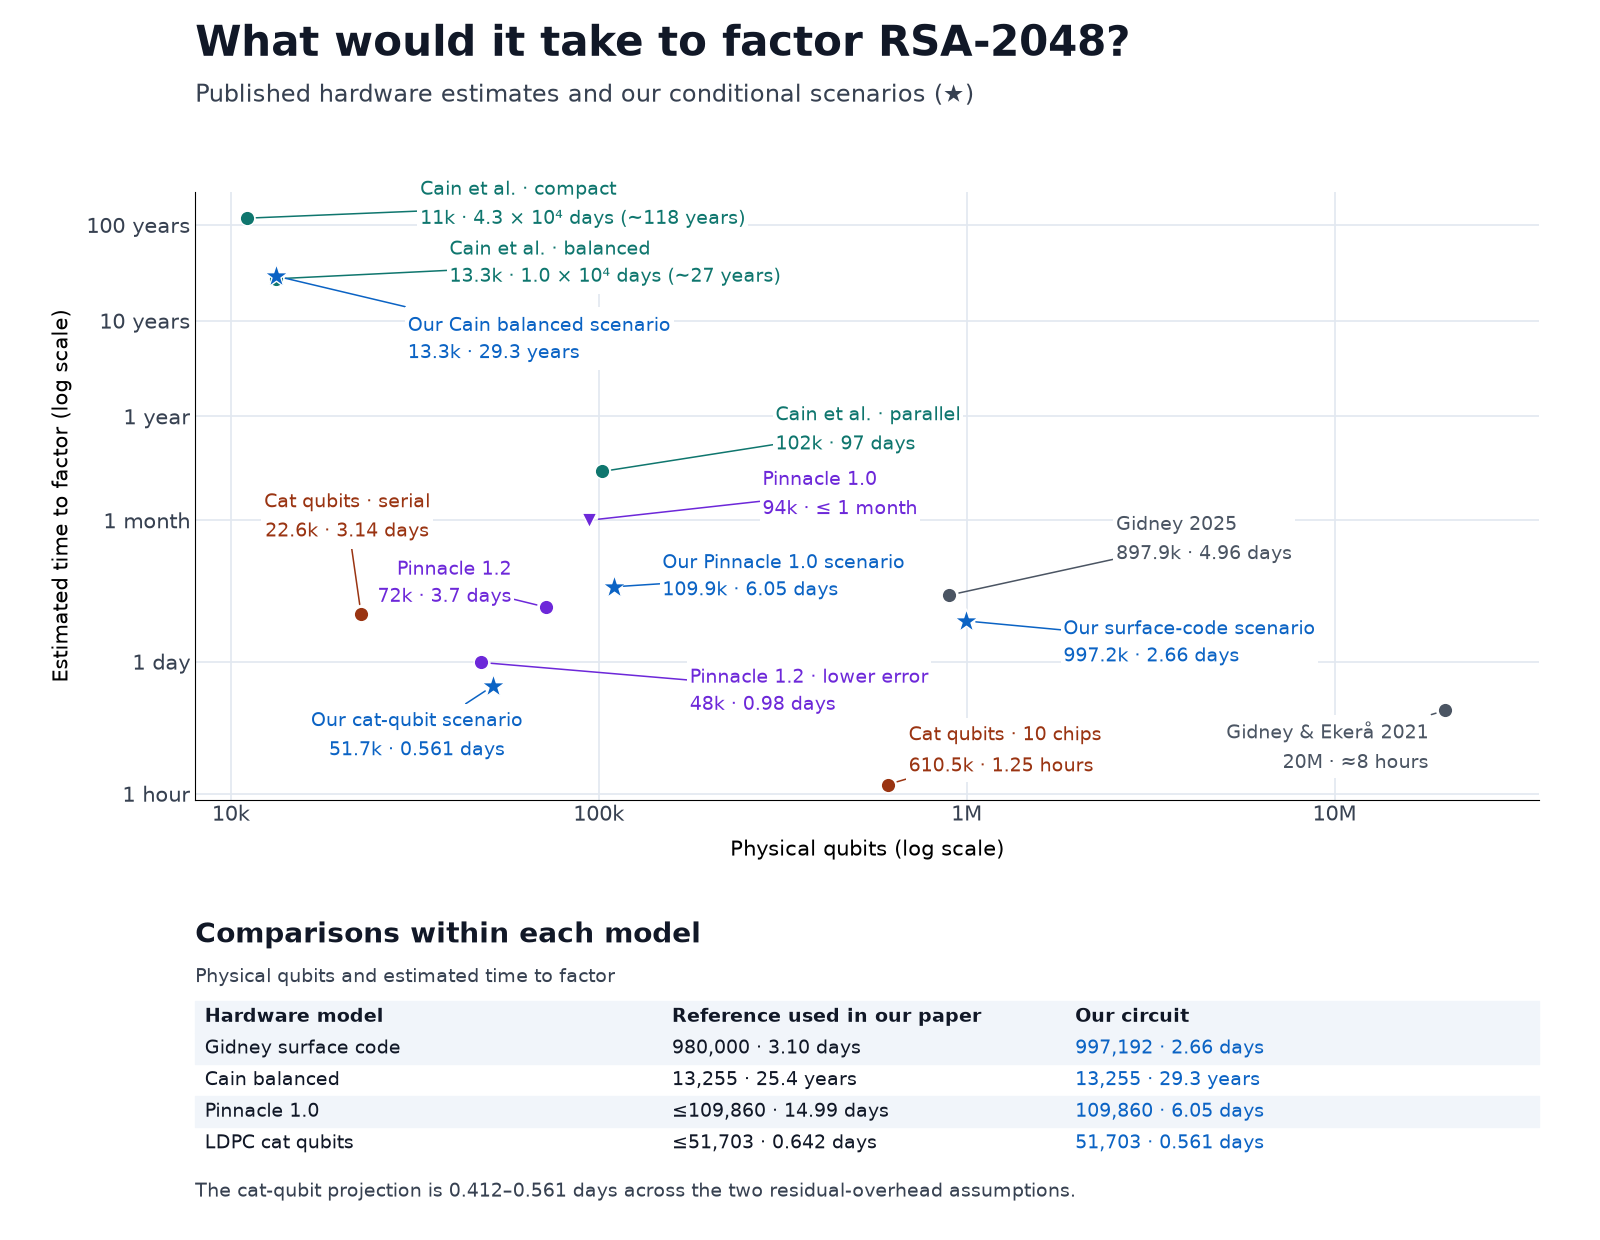 What would it take to factor RSA-2048?
Published hardware estimates and our conditional scenarios (★)
Estimated time to factor (log scale)
100 years
10 years
1 year
1 month
1 day
1 hour
Cain et al. · compact
11k · 4.3 × 10⁴ days (~118 years)
Cain et al. · balanced
13.3k · 1.0 × 10⁴ days (~27 years)
Our Cain balanced scenario
13.3k · 29.3 years
Cain et al. · parallel
102k · 97 days
Pinnacle 1.0
94k · ≤ 1 month
Cat qubits · serial
22.6k · 3.14 days
Gidney 2025
897.9k · 4.96 days
Our Pinnacle 1.0 scenario
109.9k · 6.05 days
Pinnacle 1.2
72k · 3.7 days
Our surface-code scenario
997.2k · 2.66 days
Pinnacle 1.2 · lower error
48k · 0.98 days
Our cat-qubit scenario
51.7k · 0.561 days
Cat qubits · 10 chips
610.5k · 1.25 hours
Gidney & Ekerå 2021
20M · ≈8 hours
10k 100k 1M 10M
Physical qubits (log scale)
Comparisons within each model
Physical qubits and estimated time to factor
Hardware model Reference used in our paper Our circuit
Gidney surface code 980,000 · 3.10 days 997,192 · 2.66 days
Cain balanced 13,255 · 25.4 years 13,255 · 29.3 years
Pinnacle 1.0 ≤109,860 · 14.99 days 109,860 · 6.05 days
LDPC cat qubits ≤51,703 · 0.642 days 51,703 · 0.561 days
The cat-qubit projection is 0.412–0.561 days across the two residual-overhead assumptions.